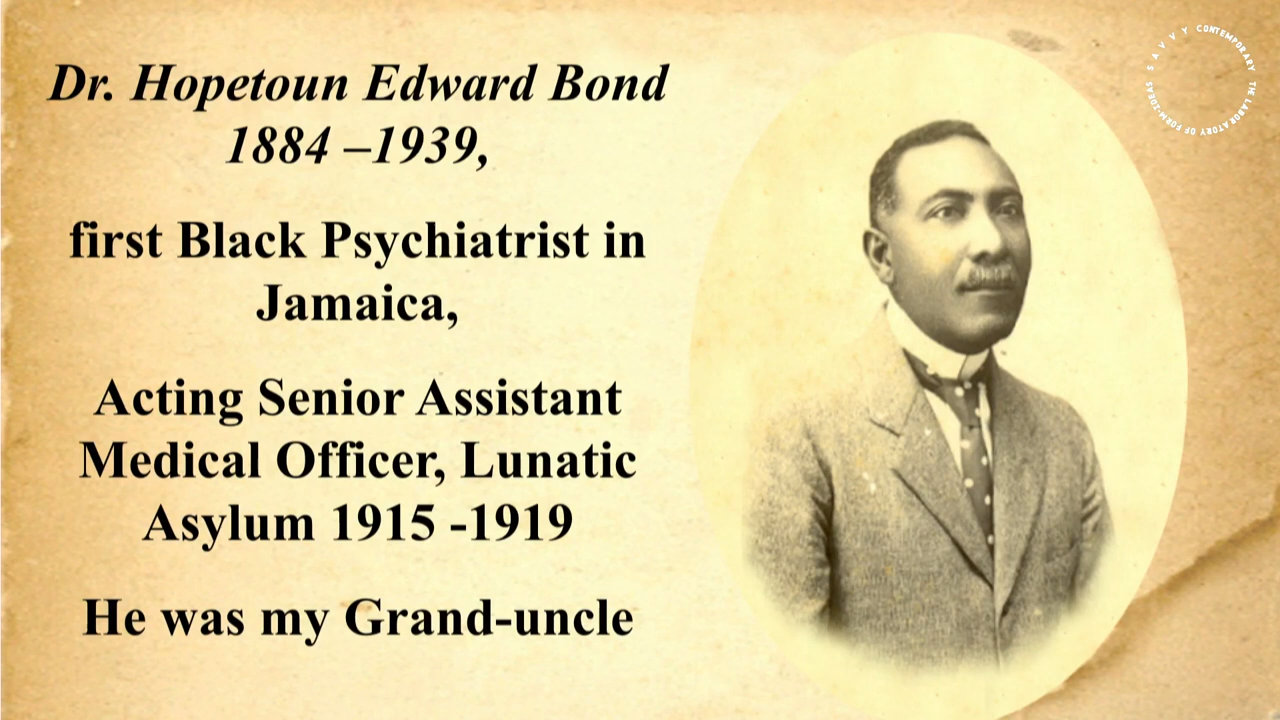 Dr. Hopetoun Edward Bond
1884 –1939,
first Black Psychiatrist in
Jamaica,
Acting Senior Assistant
Medical Officer, Lunatic
Asylum 1915 -1919
He was my Grand-uncle
SAVVY CONTEMPORARY THE LABORATORY OF FORM-IDEAS